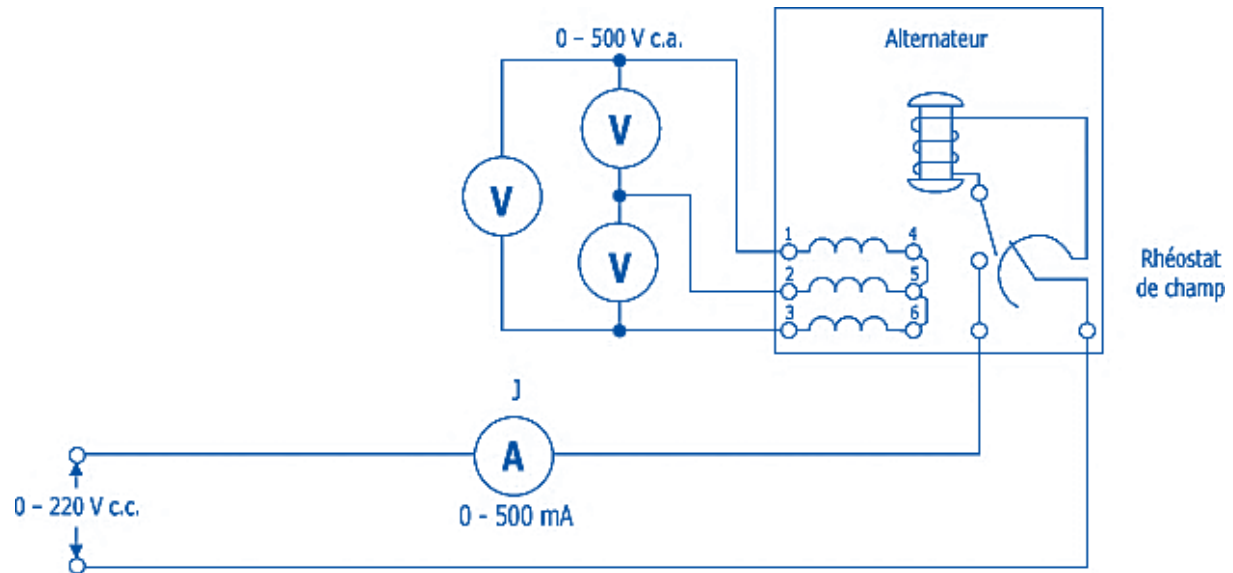 0 – 500 V c.a.
Alternateur
V
V
V
1
4
2
5
3
6
Rhéostat
de champ
J
A
0 – 220 V c.c.
0 - 500 mA